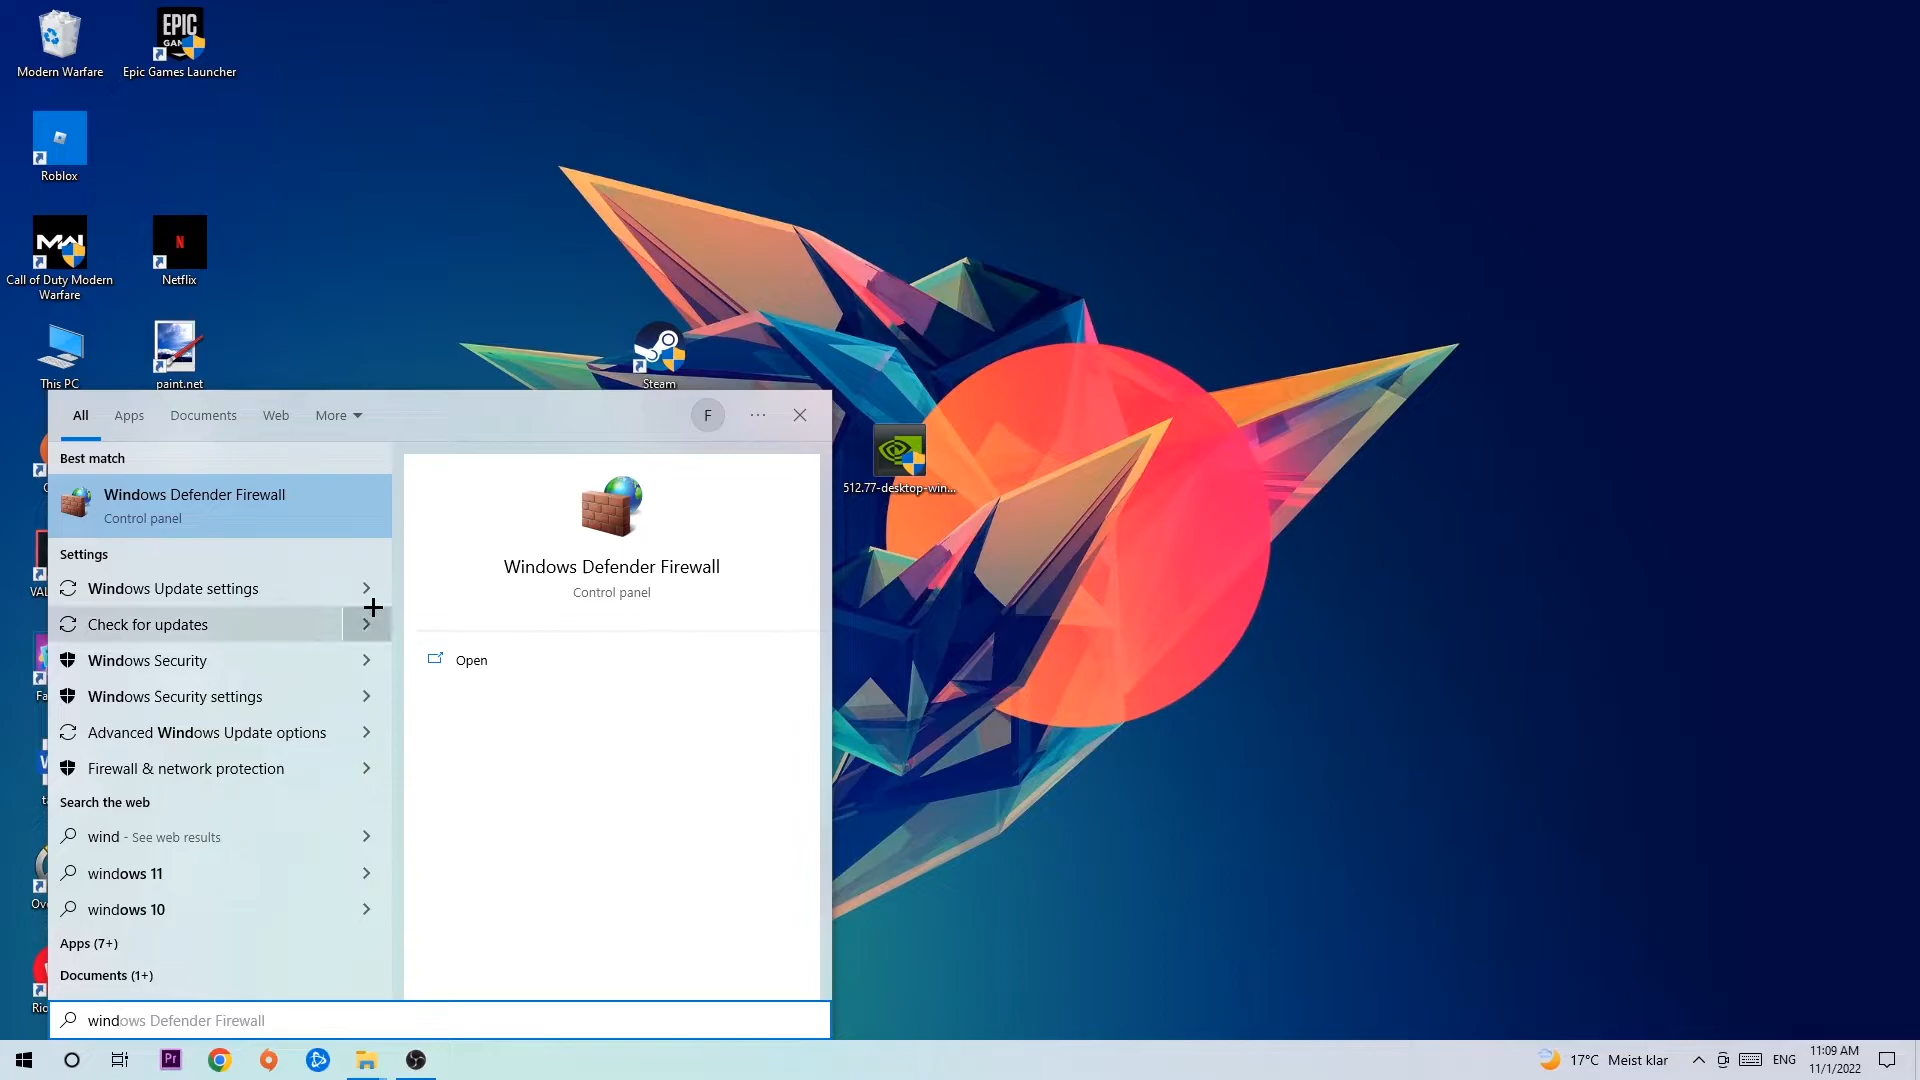 Modern Warfare
EPIC
GAMES
Epic Games Launcher
Roblox
MW
Call of Duty Modern
Warfare
N
Netflix
This PC
paint.net
Steam
512.77-desktop-win...
All
Apps
Documents
Web
More
F
Best match
Windows Defender Firewall
Control panel
Settings
Windows Update settings
Check for updates
Windows Security
Windows Security settings
Advanced Windows Update options
Firewall & network protection
Search the web
wind - See web results
windows 11
windows 10
Apps (7+)
Documents (1+)
Windows Defender Firewall
Control panel
Open
windows Defender Firewall
Pr
17°C Meist klar
ENG
11:09 AM
11/1/2022